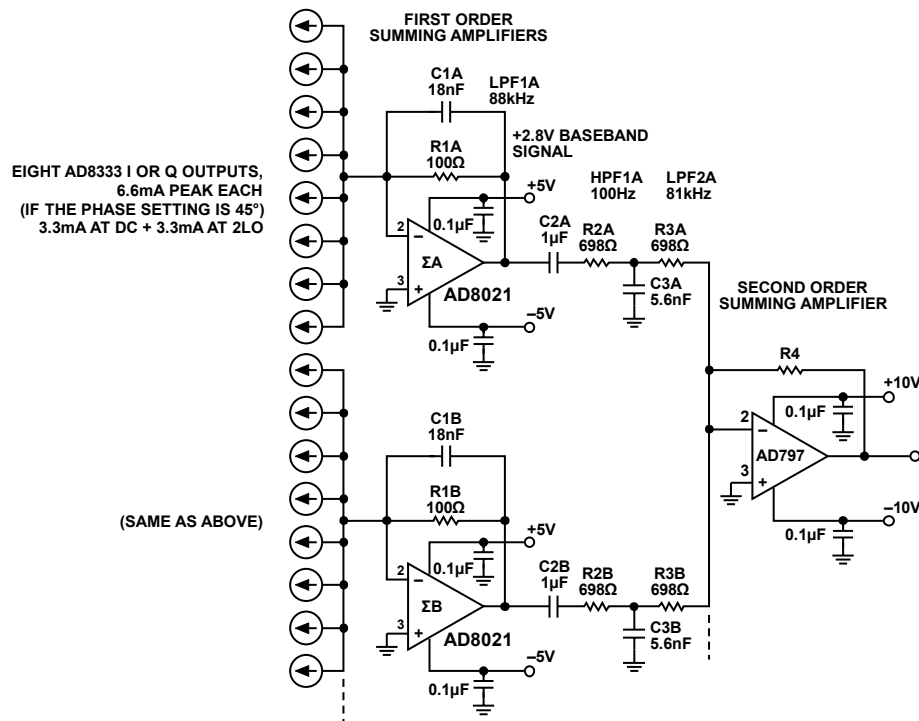 FIRST ORDER
SUMMING AMPLIFIERS
C1A
18nF
LPF1A
88kHz
R1A
100Ω
+2.8V BASEBAND
SIGNAL
EIGHT AD8333 I OR Q OUTPUTS,
6.6mA PEAK EACH
(IF THE PHASE SETTING IS 45°)
3.3mA AT DC + 3.3mA AT 2LO
+5V
0.1µF
2
–
ΣA
3
+
AD8021
–5V
0.1µF
HPF1A
100Hz
LPF2A
81kHz
C2A
1µF
R2A
698Ω
R3A
698Ω
C3A
5.6nF
SECOND ORDER
SUMMING AMPLIFIER
R4
+10V
0.1µF
2
–
AD797
3
+
–10V
0.1µF
C1B
18nF
R1B
100Ω
(SAME AS ABOVE)
+5V
0.1µF
2
–
ΣB
3
+
AD8021
–5V
0.1µF
C2B
1µF
R2B
698Ω
R3B
698Ω
C3B
5.6nF